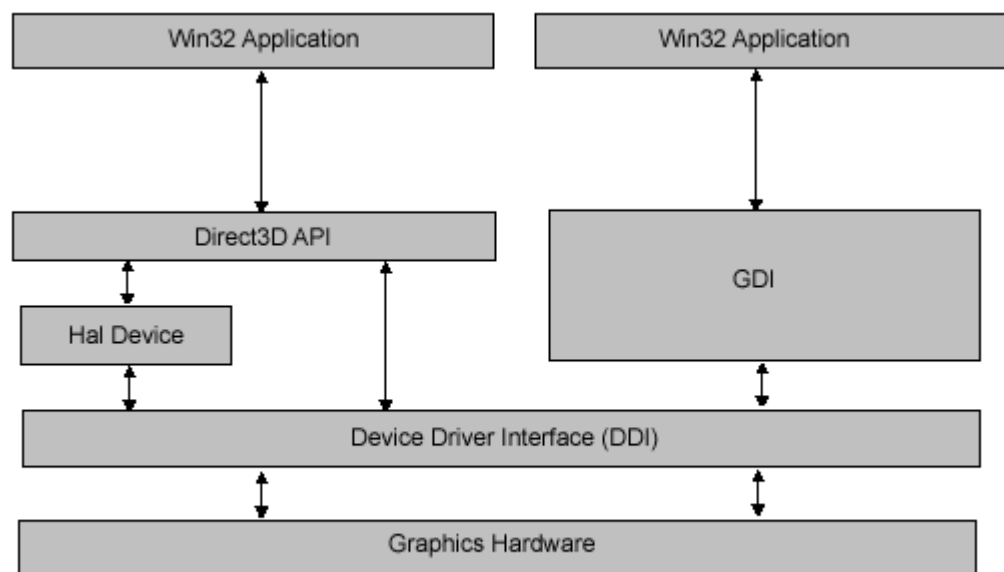 Win32 Application
Win32 Application
Direct3D API
GDI
Hal Device
Device Driver Interface (DDI)
Graphics Hardware